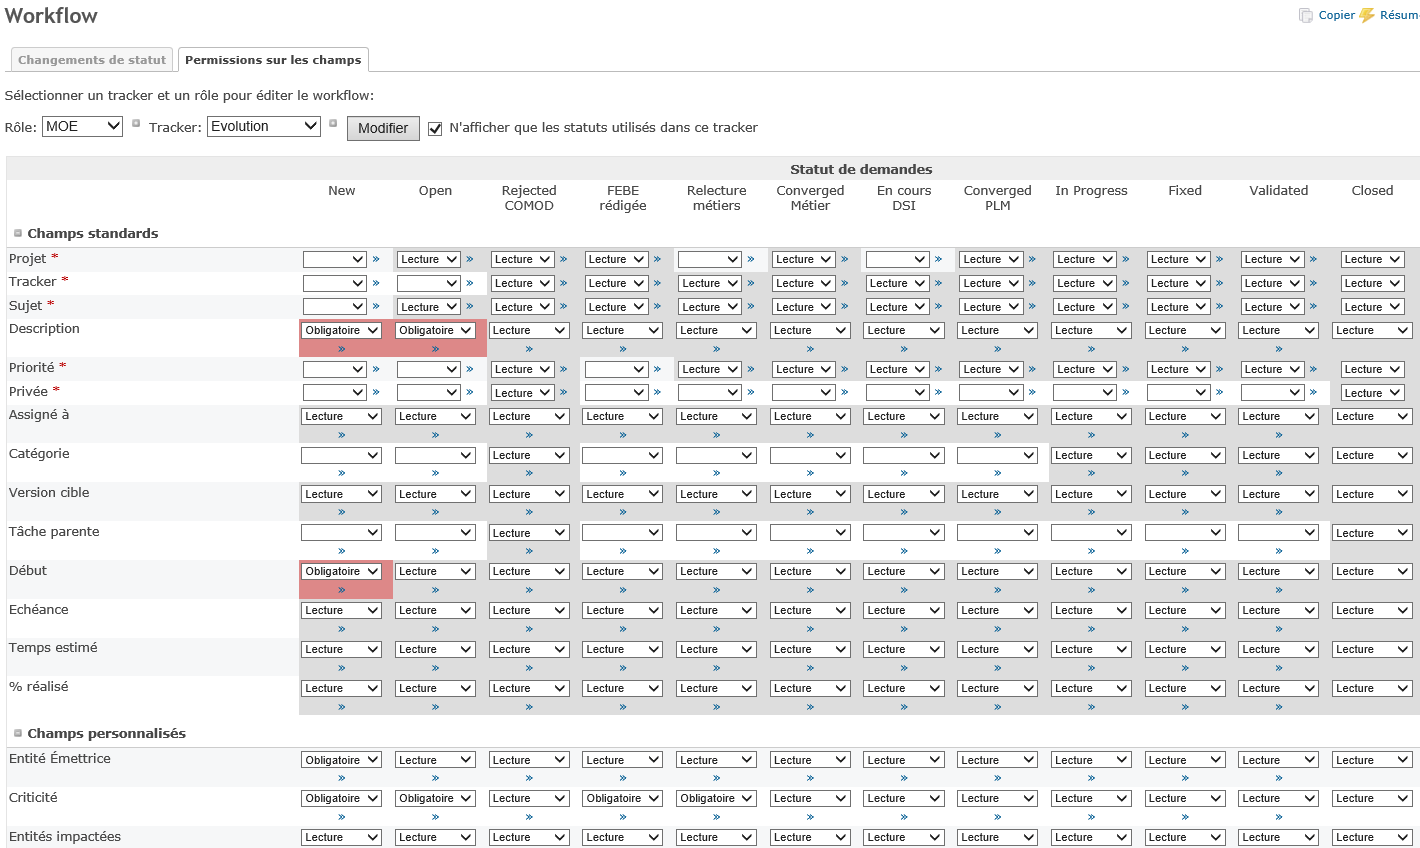 Workflow
Copier Résum
Changements de statut Permissions sur les champs
Sélectionner un tracker et un rôle pour éditer le workflow:
Rôle: MOE Tracker: Evolution Modifier N'afficher que les statuts utilisés dans ce tracker
Statut de demandes
New Open Rejected COMOD FEBE rédigée Relecture métiers Converged Métier En cours DSI Converged PLM In Progress Fixed Validated Closed
Champs standards
Projet * » Lecture » Lecture » Lecture » » Lecture » » Lecture » Lecture » Lecture » Lecture » Lecture
Tracker * » » Lecture » Lecture » Lecture » Lecture » Lecture » Lecture » Lecture » Lecture » Lecture » Lecture
Sujet * » Lecture » Lecture » Lecture » Lecture » Lecture » Lecture » Lecture » Lecture » Lecture » Lecture » Lecture
Description Obligatoire Obligatoire Lecture Lecture Lecture Lecture Lecture Lecture Lecture Lecture Lecture Lecture
» » » » » » » » » » »
Priorité * » » Lecture » » Lecture » Lecture » Lecture » Lecture » Lecture » Lecture » Lecture » Lecture
Privée * » » Lecture » » » » » » » » » Lecture
Assigné à Lecture Lecture Lecture Lecture Lecture Lecture Lecture Lecture Lecture Lecture Lecture Lecture
» » » » » » » » » » »
Catégorie Lecture Lecture Lecture Lecture Lecture
» » » » » » » » » » »
Version cible Lecture Lecture Lecture Lecture Lecture Lecture Lecture Lecture Lecture Lecture Lecture Lecture
» » » » » » » » » » »
Tâche parente Lecture Lecture
» » » » » » » » » » »
Début Obligatoire Lecture Lecture Lecture Lecture Lecture Lecture Lecture Lecture Lecture Lecture Lecture
» » » » » » » » » » »
Echéance Lecture Lecture Lecture Lecture Lecture Lecture Lecture Lecture Lecture Lecture Lecture Lecture
» » » » » » » » » » »
Temps estimé Lecture Lecture Lecture Lecture Lecture Lecture Lecture Lecture Lecture Lecture Lecture Lecture
» » » » » » » » » » »
% réalisé Lecture Lecture Lecture Lecture Lecture Lecture Lecture Lecture Lecture Lecture Lecture Lecture
» » » » » » » » » » »
Champs personnalisés
Entité Émettrice Obligatoire Lecture Lecture Lecture Lecture Lecture Lecture Lecture Lecture Lecture Lecture Lecture
» » » » » » » » » » »
Criticité Obligatoire Obligatoire Lecture Obligatoire Obligatoire Lecture Lecture Lecture Lecture Lecture Lecture Lecture
» » » » » » » » » » »
Entités impactées Lecture Lecture Lecture Lecture Lecture Lecture Lecture Lecture Lecture Lecture Lecture Lecture